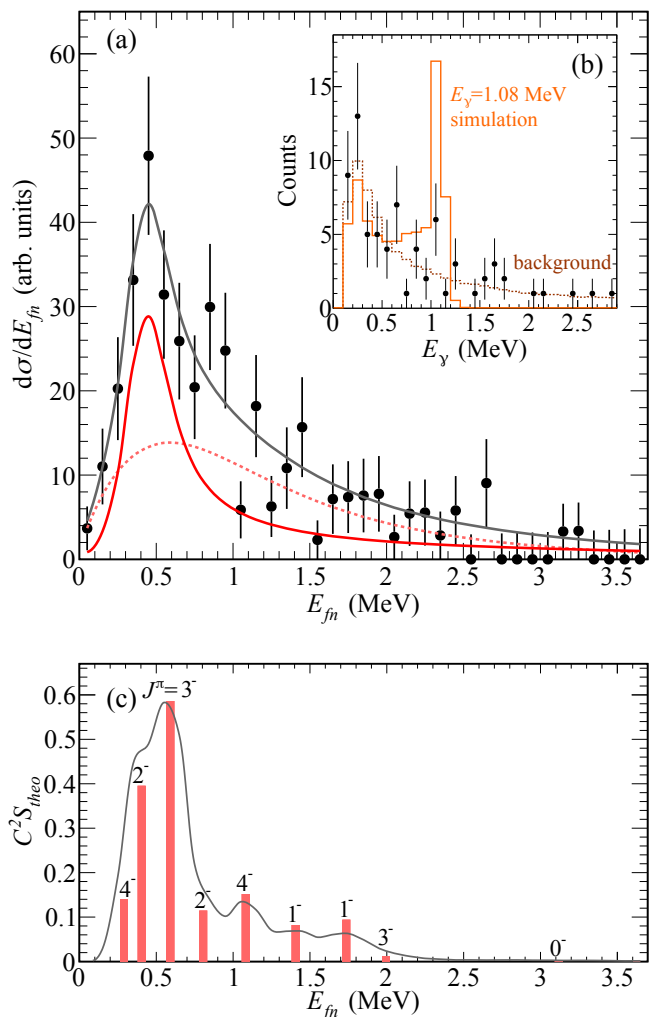 (a)
(b)
E_γ=1.08 MeV
simulation
background
Counts
0 5 10 15
0 0.5 1 1.5 2 2.5
E_γ (MeV)
dσ/dE_fn (arb. units)
0 10 20 30 40 50 60
0 0.5 1 1.5 2 2.5 3 3.5
E_fn (MeV)
(c)
J^π=3⁻
2⁻
4⁻
2⁻
4⁻
1⁻
1⁻
3⁻
0⁻
C²S_theo
0 0.1 0.2 0.3 0.4 0.5 0.6
0 0.5 1 1.5 2 2.5 3 3.5
E_fn (MeV)